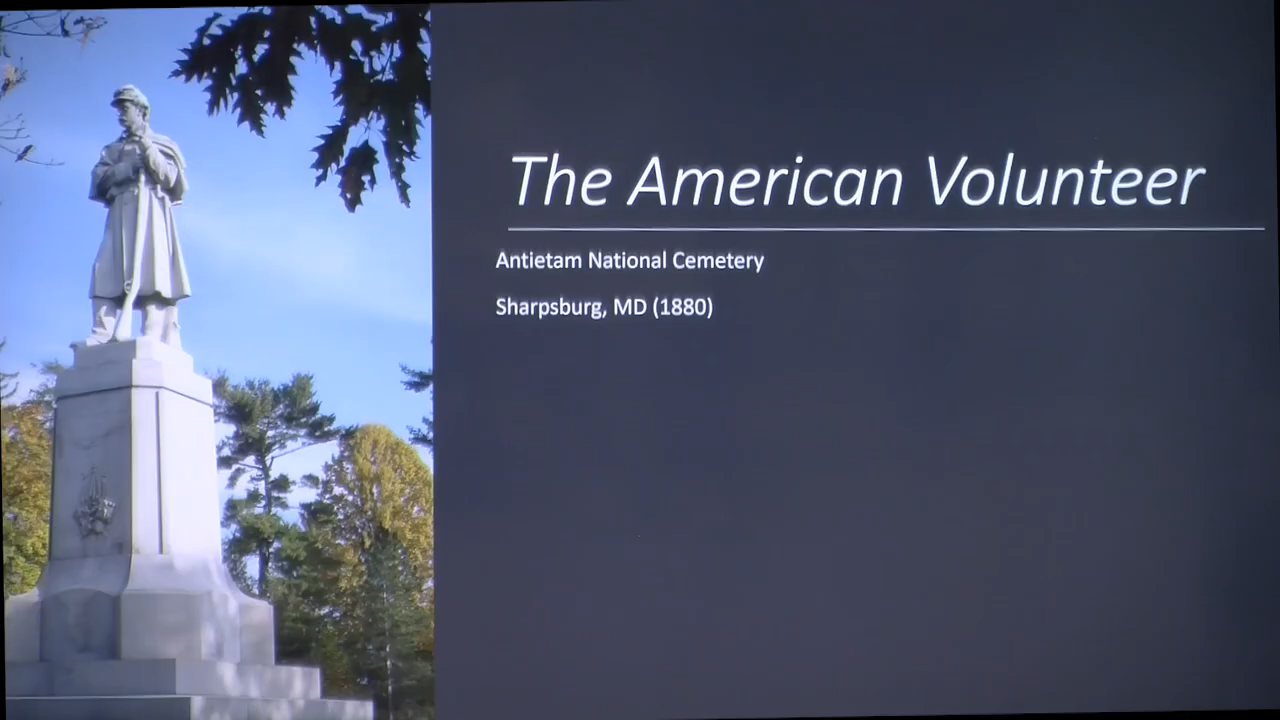 The American Volunteer
Antietam National Cemetery
Sharpsburg, MD (1880)